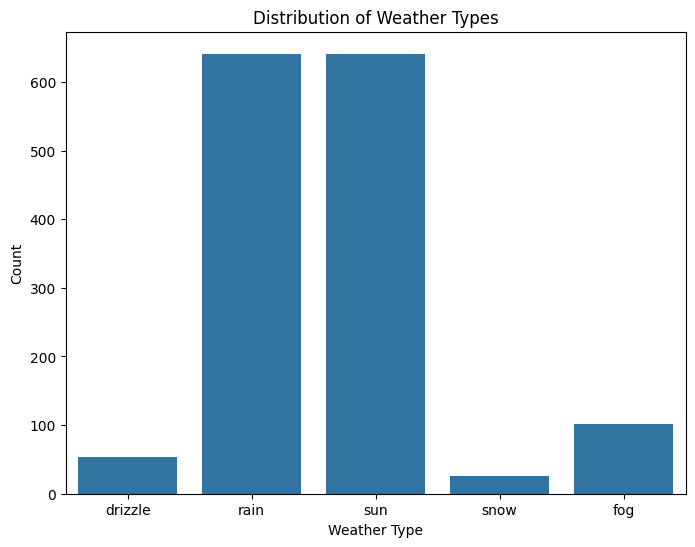 Distribution of Weather Types
600
500
400
300
200
100
0
Count
drizzle rain sun snow fog
Weather Type